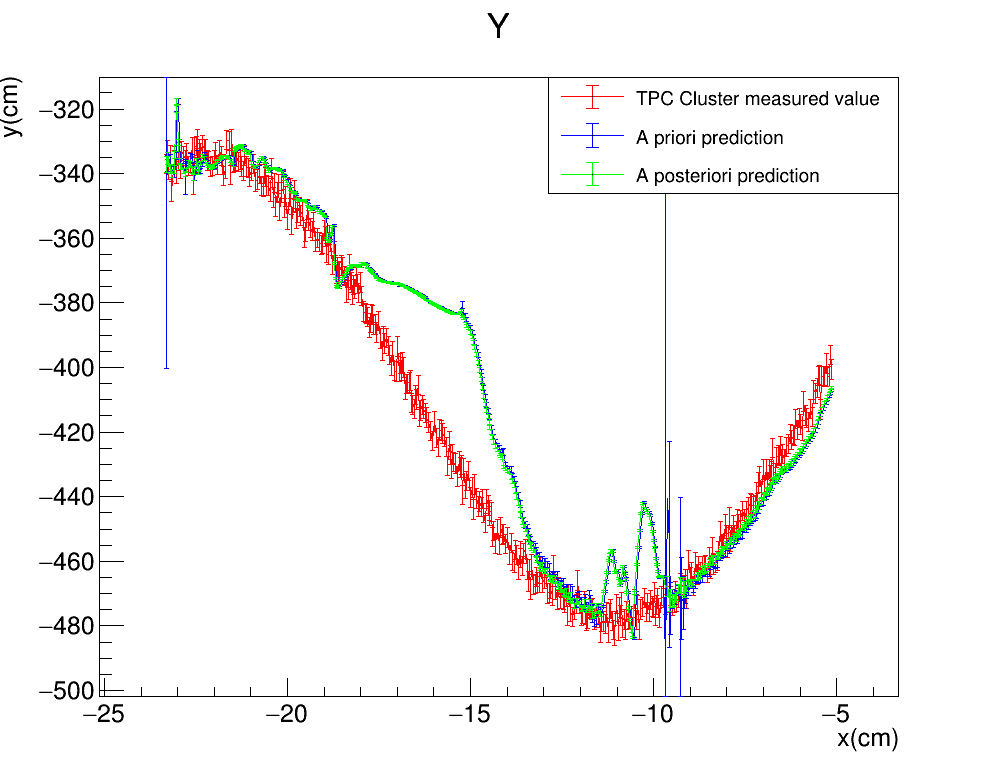 Y
y(cm)
TPC Cluster measured value
A priori prediction
A posteriori prediction
−320
−340
−360
−380
−400
−420
−440
−460
−480
−500
−25
−20
−15
−10
−5
x(cm)